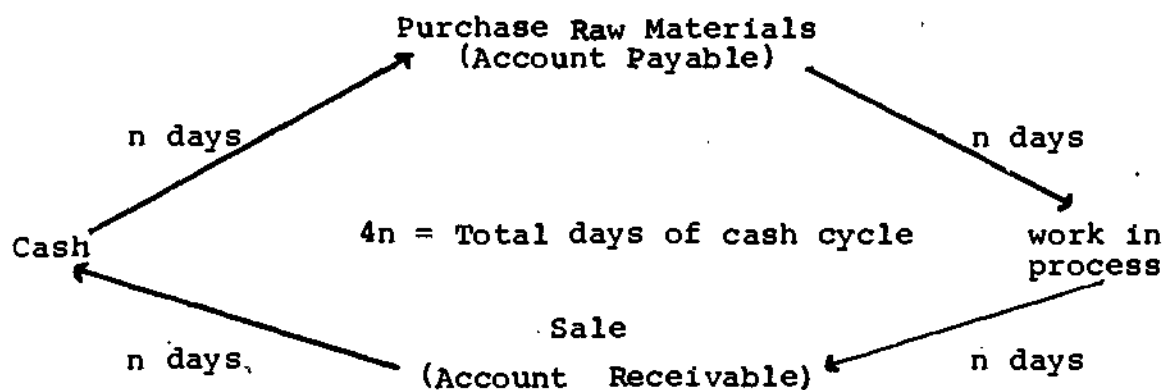 Purchase Raw Materials
(Account Payable)
n days
n days
Cash
4n = Total days of cash cycle
work in
process
Sale
(Account Receivable)
n days
n days